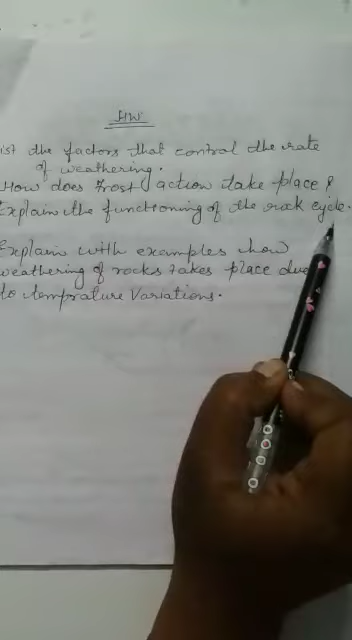 HW
ist the factors that control the rate
of weathering.
How does frost action take place ?
Explain the functioning of the rock cycle.
Explain with examples how
weathering of rocks takes place due
to temprature variations.